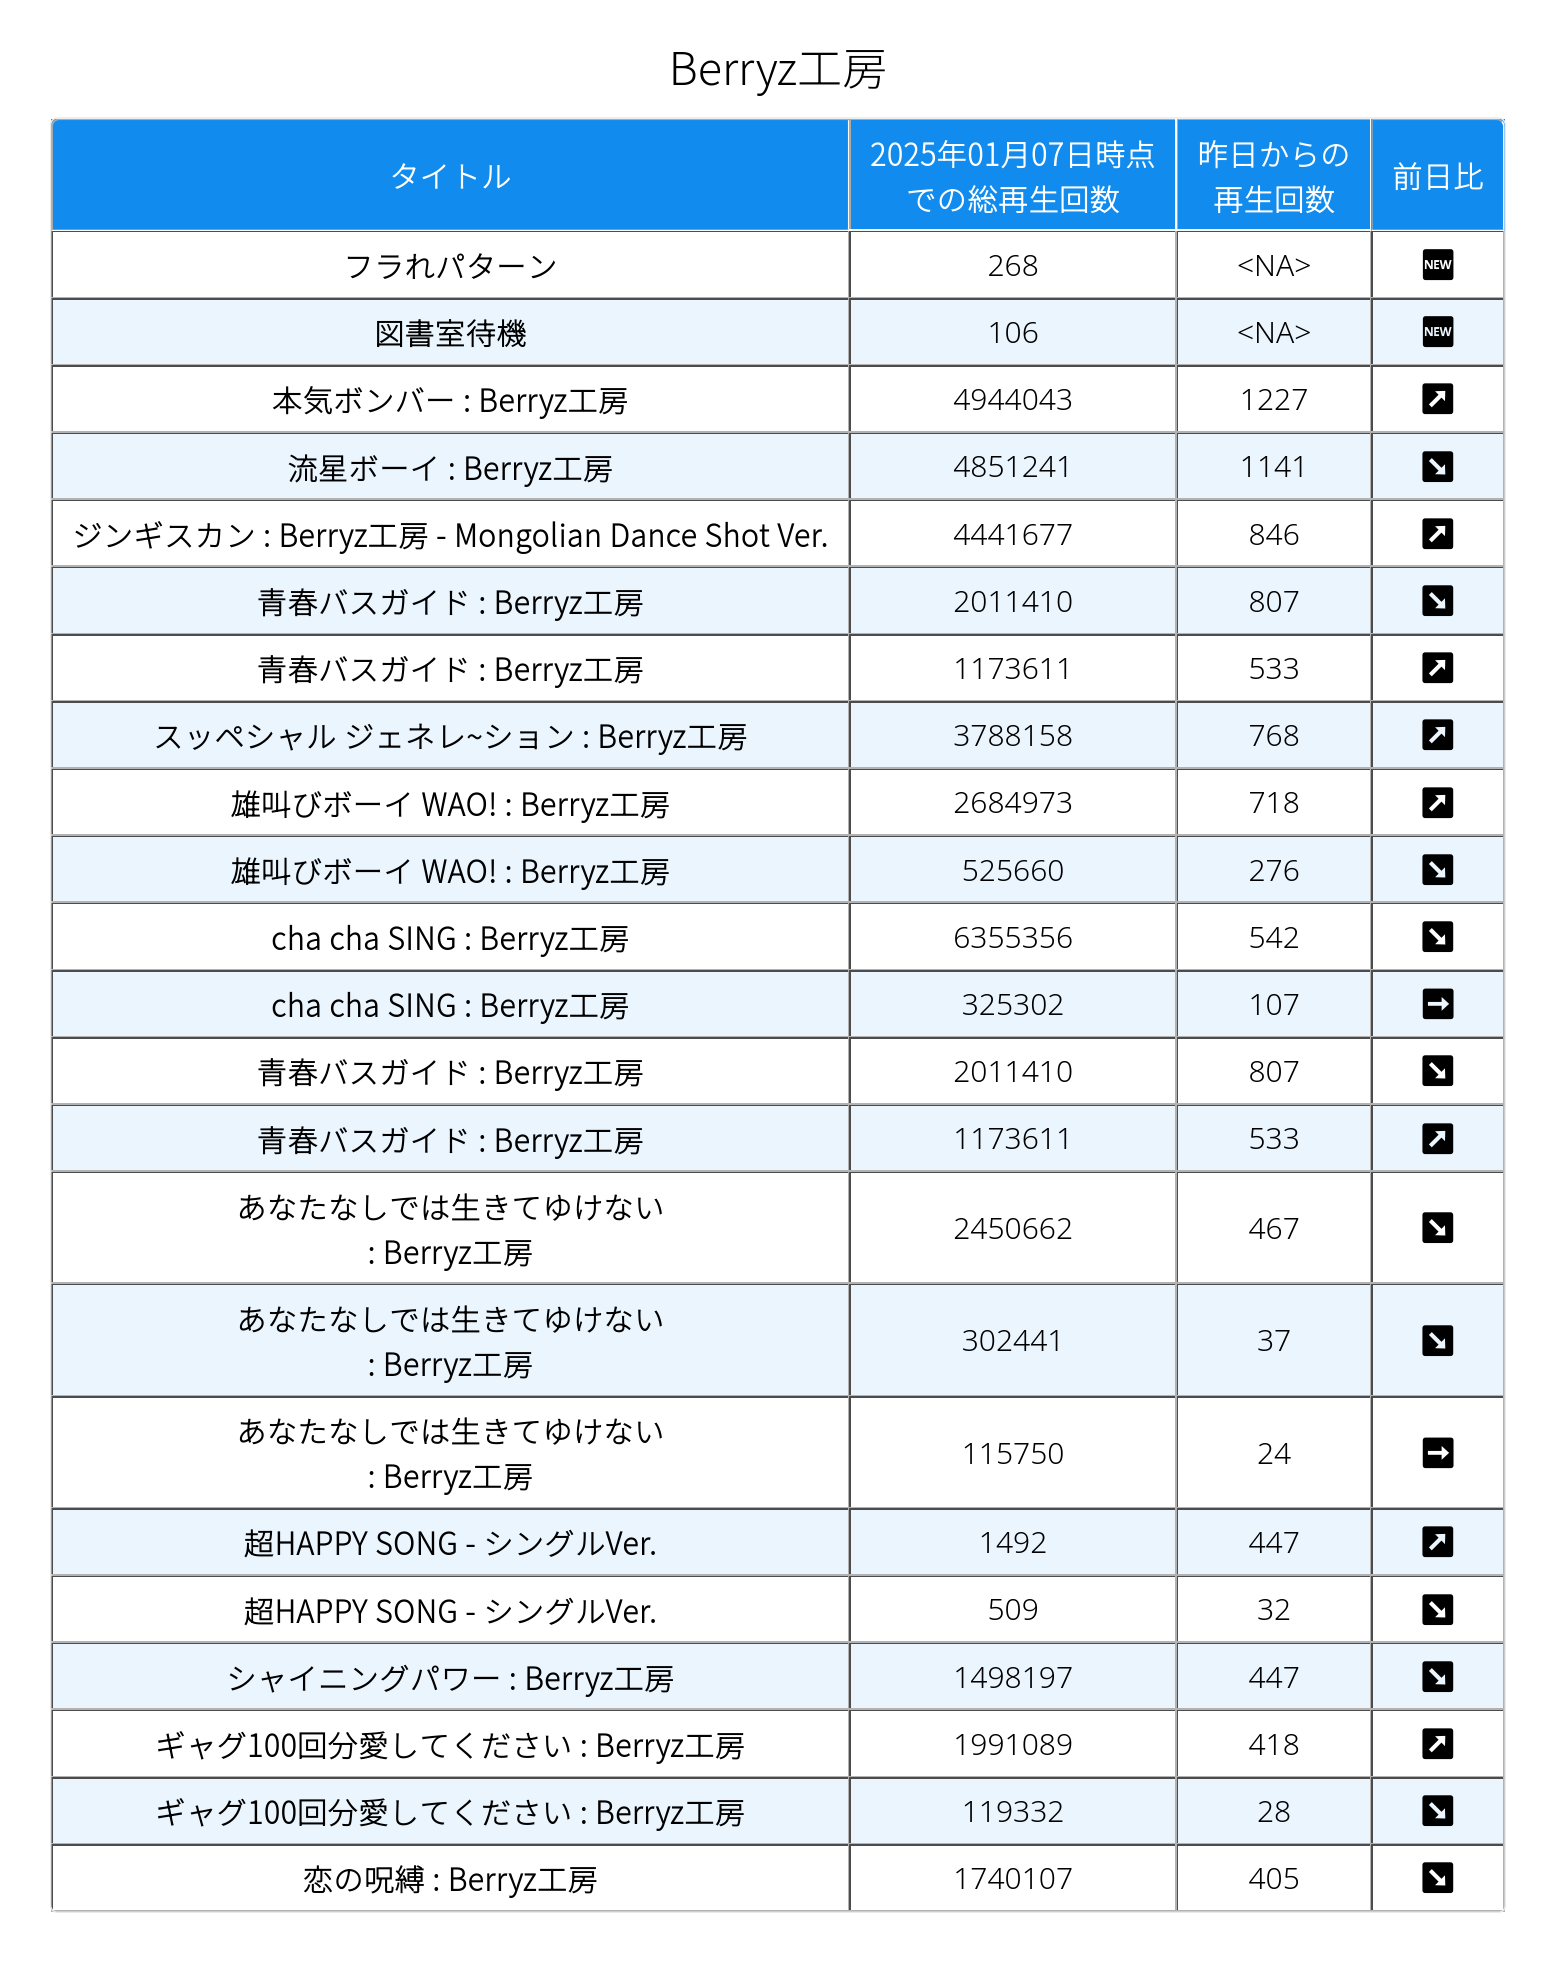 Berryz工房
タイトル 2025年01月07日時点での総再生回数 昨日からの再生回数 前日比
フラれパターン 268 <NA> NEW
図書室待機 106 <NA> NEW
本気ボンバー : Berryz工房 4944043 1227 ↗
流星ボーイ : Berryz工房 4851241 1141 ↘
ジンギスカン : Berryz工房 - Mongolian Dance Shot Ver. 4441677 846 ↗
青春バスガイド : Berryz工房 2011410 807 ↘
青春バスガイド : Berryz工房 1173611 533 ↗
スッペシャル ジェネレ~ション : Berryz工房 3788158 768 ↗
雄叫びボーイ WAO! : Berryz工房 2684973 718 ↗
雄叫びボーイ WAO! : Berryz工房 525660 276 ↘
cha cha SING : Berryz工房 6355356 542 ↘
cha cha SING : Berryz工房 325302 107 →
青春バスガイド : Berryz工房 2011410 807 ↘
青春バスガイド : Berryz工房 1173611 533 ↗
あなたなしでは生きてゆけない : Berryz工房 2450662 467 ↘
あなたなしでは生きてゆけない : Berryz工房 302441 37 ↘
あなたなしでは生きてゆけない : Berryz工房 115750 24 →
超HAPPY SONG - シングルVer. 1492 447 ↗
超HAPPY SONG - シングルVer. 509 32 ↘
シャイニングパワー : Berryz工房 1498197 447 ↘
ギャグ100回分愛してください : Berryz工房 1991089 418 ↗
ギャグ100回分愛してください : Berryz工房 119332 28 ↘
恋の呪縛 : Berryz工房 1740107 405 ↘